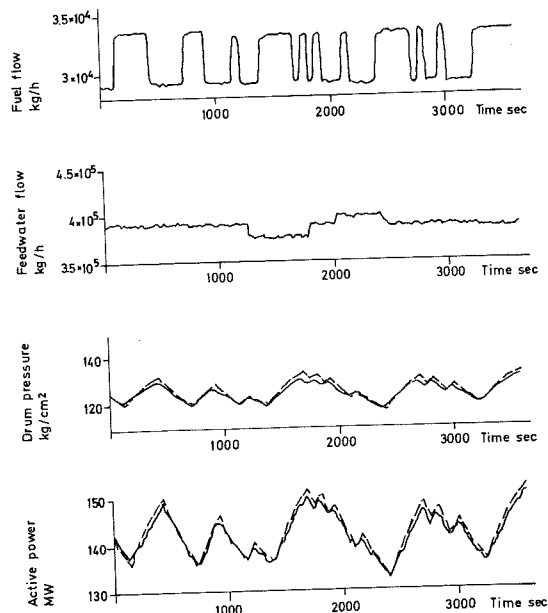 3.5×10⁴
3×10⁴
Fuel flow
kg/h
1000 2000 3000 Time sec
4.5×10⁵
4×10⁵
3.5×10⁵
Feedwater flow
kg/h
1000 2000 3000 Time sec
140
120
Drum pressure
kg/cm2
1000 2000 3000 Time sec
150
140
130
Active power
MW
1000 2000 3000 Time sec